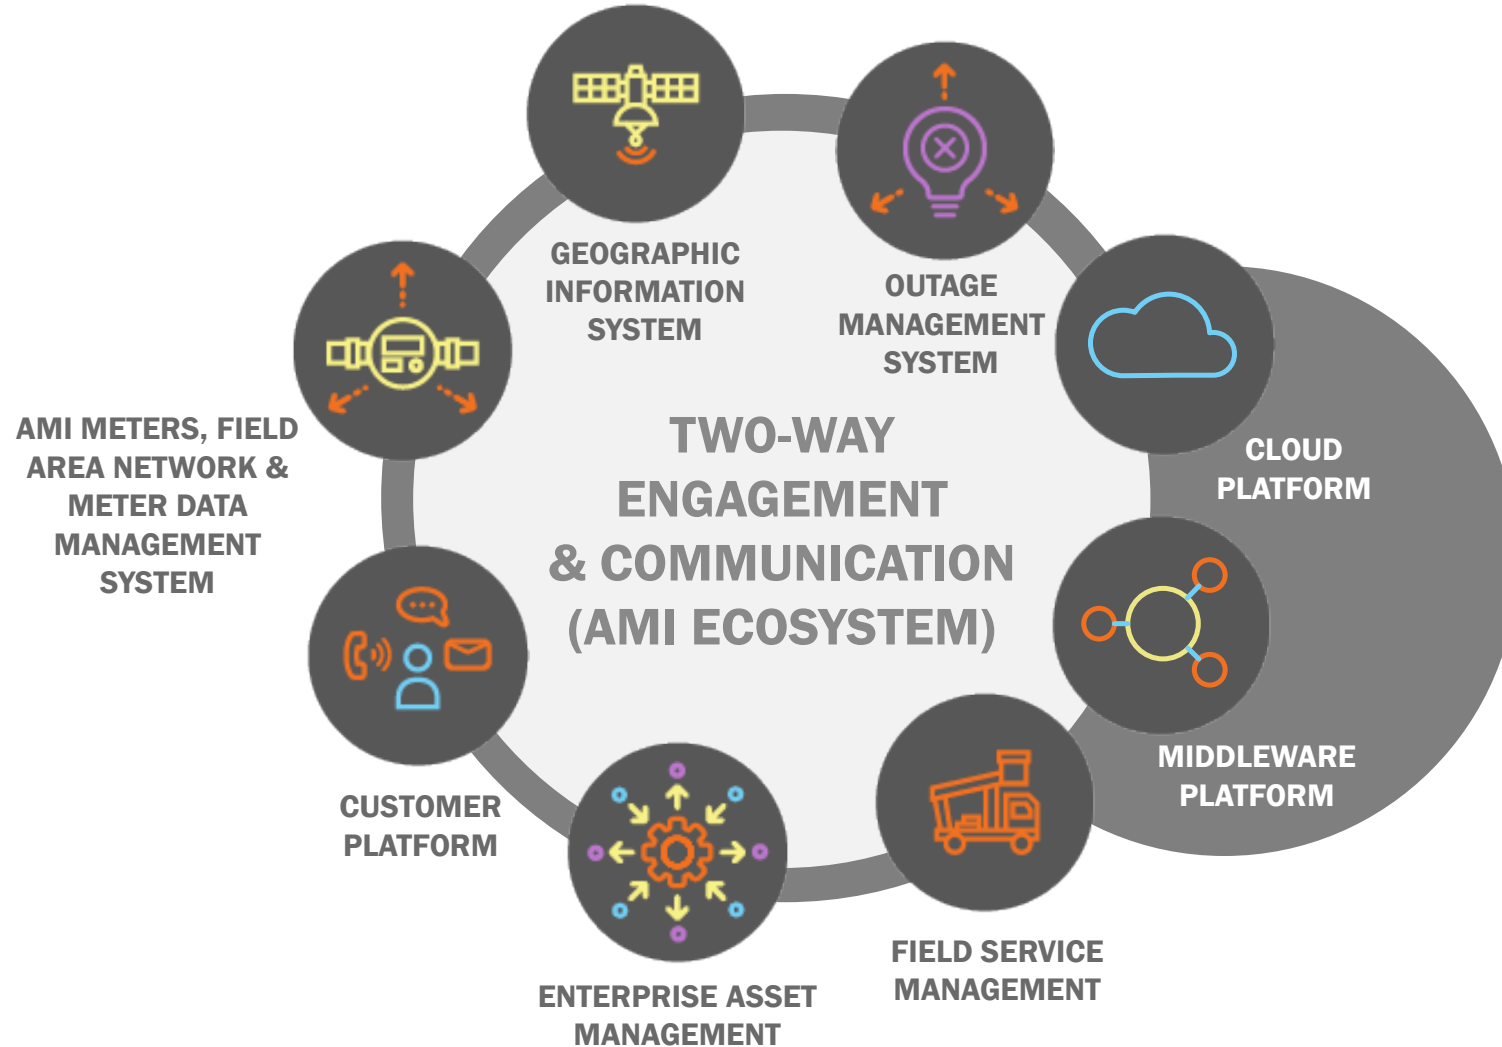 GEOGRAPHIC
INFORMATION
SYSTEM
OUTAGE
MANAGEMENT
SYSTEM
CLOUD
PLATFORM
AMI METERS, FIELD
AREA NETWORK &
METER DATA
MANAGEMENT
SYSTEM
TWO-WAY
ENGAGEMENT
& COMMUNICATION
(AMI ECOSYSTEM)
MIDDLEWARE
PLATFORM
CUSTOMER
PLATFORM
FIELD SERVICE
MANAGEMENT
ENTERPRISE ASSET
MANAGEMENT